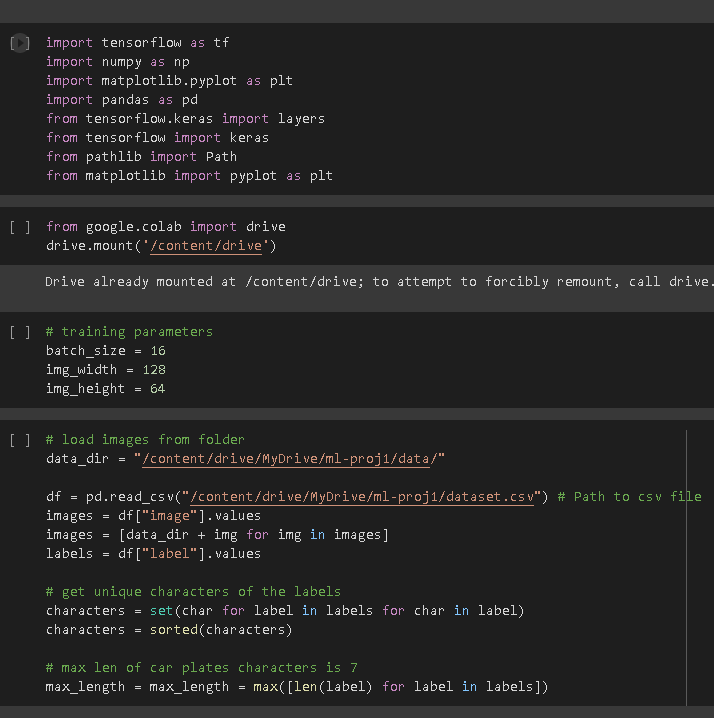 import tensorflow as tf
import numpy as np
import matplotlib.pyplot as plt
import pandas as pd
from tensorflow.keras import layers
from tensorflow import keras
from pathlib import Path
from matplotlib import pyplot as plt
[ ] from google.colab import drive
drive.mount('/content/drive')
Drive already mounted at /content/drive; to attempt to forcibly remount, call drive.
[ ] # training parameters
batch_size = 16
img_width = 128
img_height = 64
[ ] # load images from folder
data_dir = "/content/drive/MyDrive/ml-proj1/data/"
df = pd.read_csv("/content/drive/MyDrive/ml-proj1/dataset.csv") # Path to csv file
images = df["image"].values
images = [data_dir + img for img in images]
labels = df["label"].values
# get unique characters of the labels
characters = set(char for label in labels for char in label)
characters = sorted(characters)
# max len of car plates characters is 7
max_length = max_length = max([len(label) for label in labels])